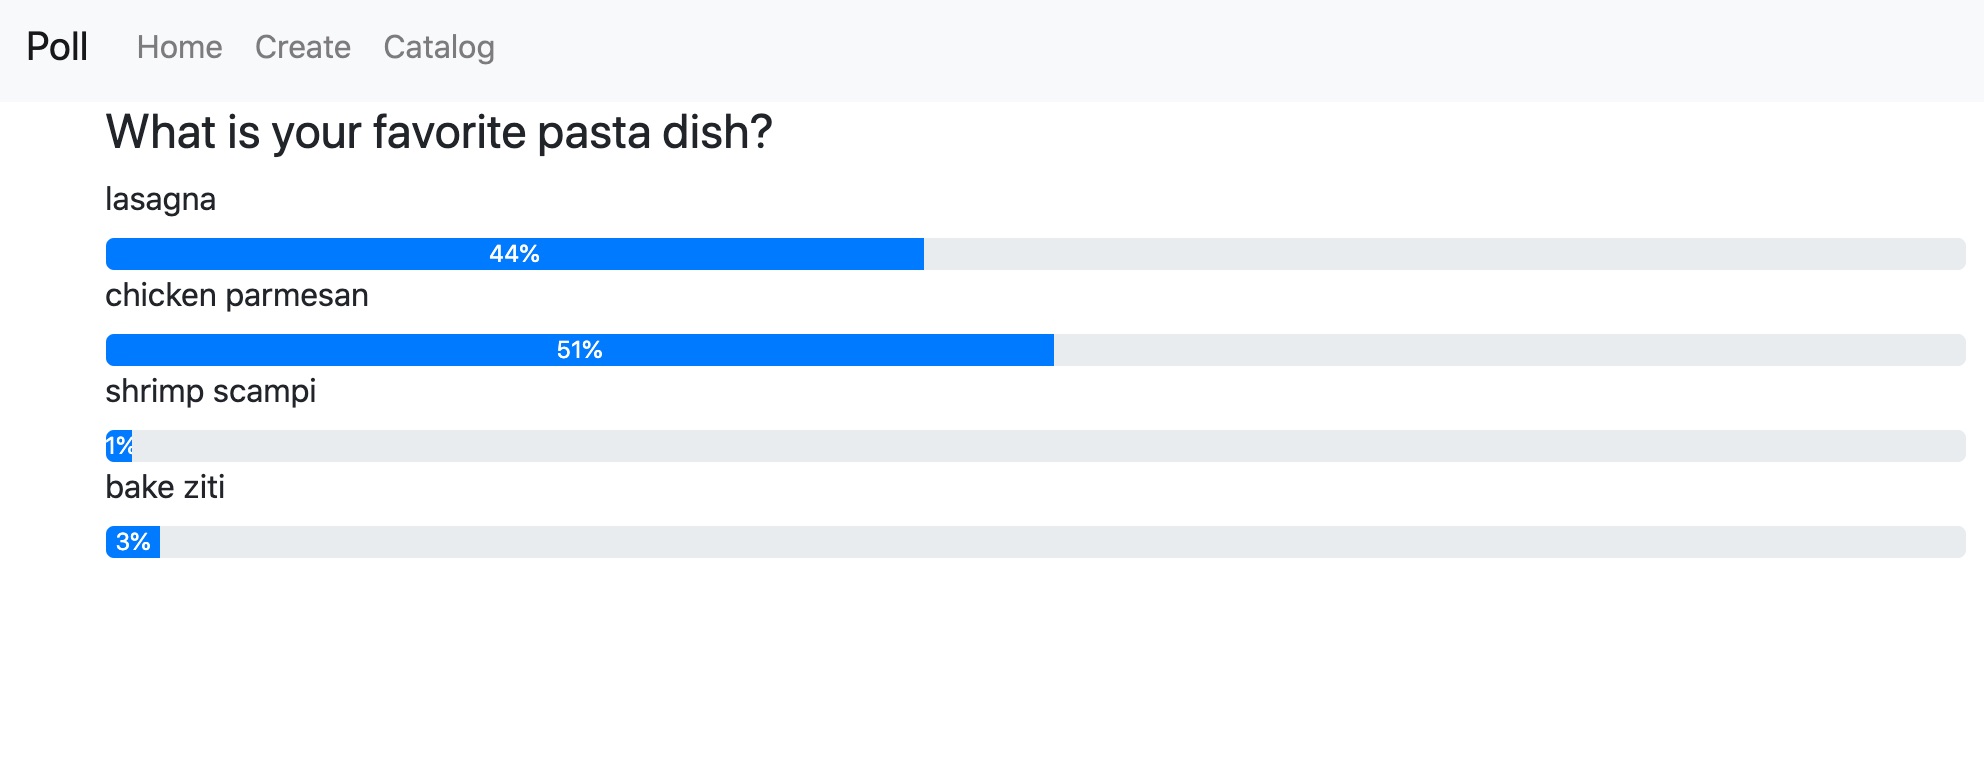 Poll Home Create Catalog
What is your favorite pasta dish?
lasagna
44%
chicken parmesan
51%
shrimp scampi
1%
bake ziti
3%